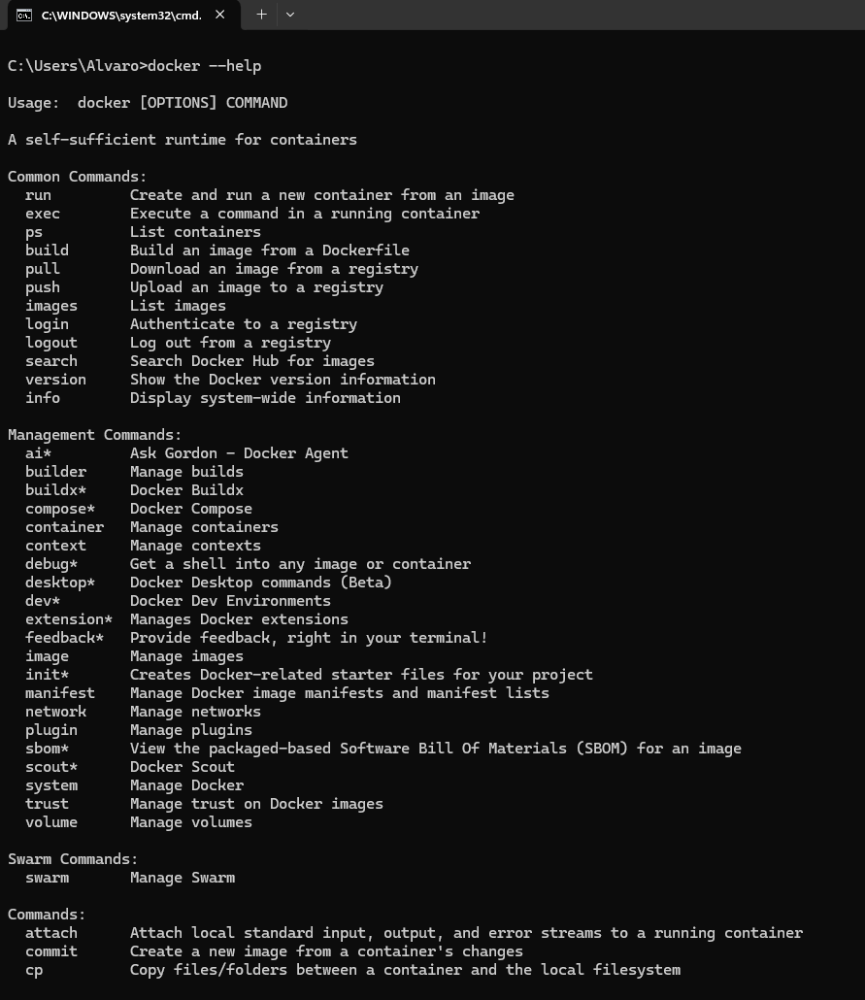 C:\WINDOWS\system32\cmd.
C:\Users\Alvaro>docker --help
Usage:  docker [OPTIONS] COMMAND
A self-sufficient runtime for containers
Common Commands:
  run         Create and run a new container from an image
  exec        Execute a command in a running container
  ps          List containers
  build       Build an image from a Dockerfile
  pull        Download an image from a registry
  push        Upload an image to a registry
  images      List images
  login       Authenticate to a registry
  logout      Log out from a registry
  search      Search Docker Hub for images
  version     Show the Docker version information
  info        Display system-wide information
Management Commands:
  ai*         Ask Gordon - Docker Agent
  builder     Manage builds
  buildx*     Docker Buildx
  compose*    Docker Compose
  container   Manage containers
  context     Manage contexts
  debug*      Get a shell into any image or container
  desktop*    Docker Desktop commands (Beta)
  dev*        Docker Dev Environments
  extension*  Manages Docker extensions
  feedback*   Provide feedback, right in your terminal!
  image       Manage images
  init*       Creates Docker-related starter files for your project
  manifest    Manage Docker image manifests and manifest lists
  network     Manage networks
  plugin      Manage plugins
  sbom*       View the packaged-based Software Bill Of Materials (SBOM) for an image
  scout*      Docker Scout
  system      Manage Docker
  trust       Manage trust on Docker images
  volume      Manage volumes
Swarm Commands:
  swarm       Manage Swarm
Commands:
  attach      Attach local standard input, output, and error streams to a running container
  commit      Create a new image from a container's changes
  cp          Copy files/folders between a container and the local filesystem